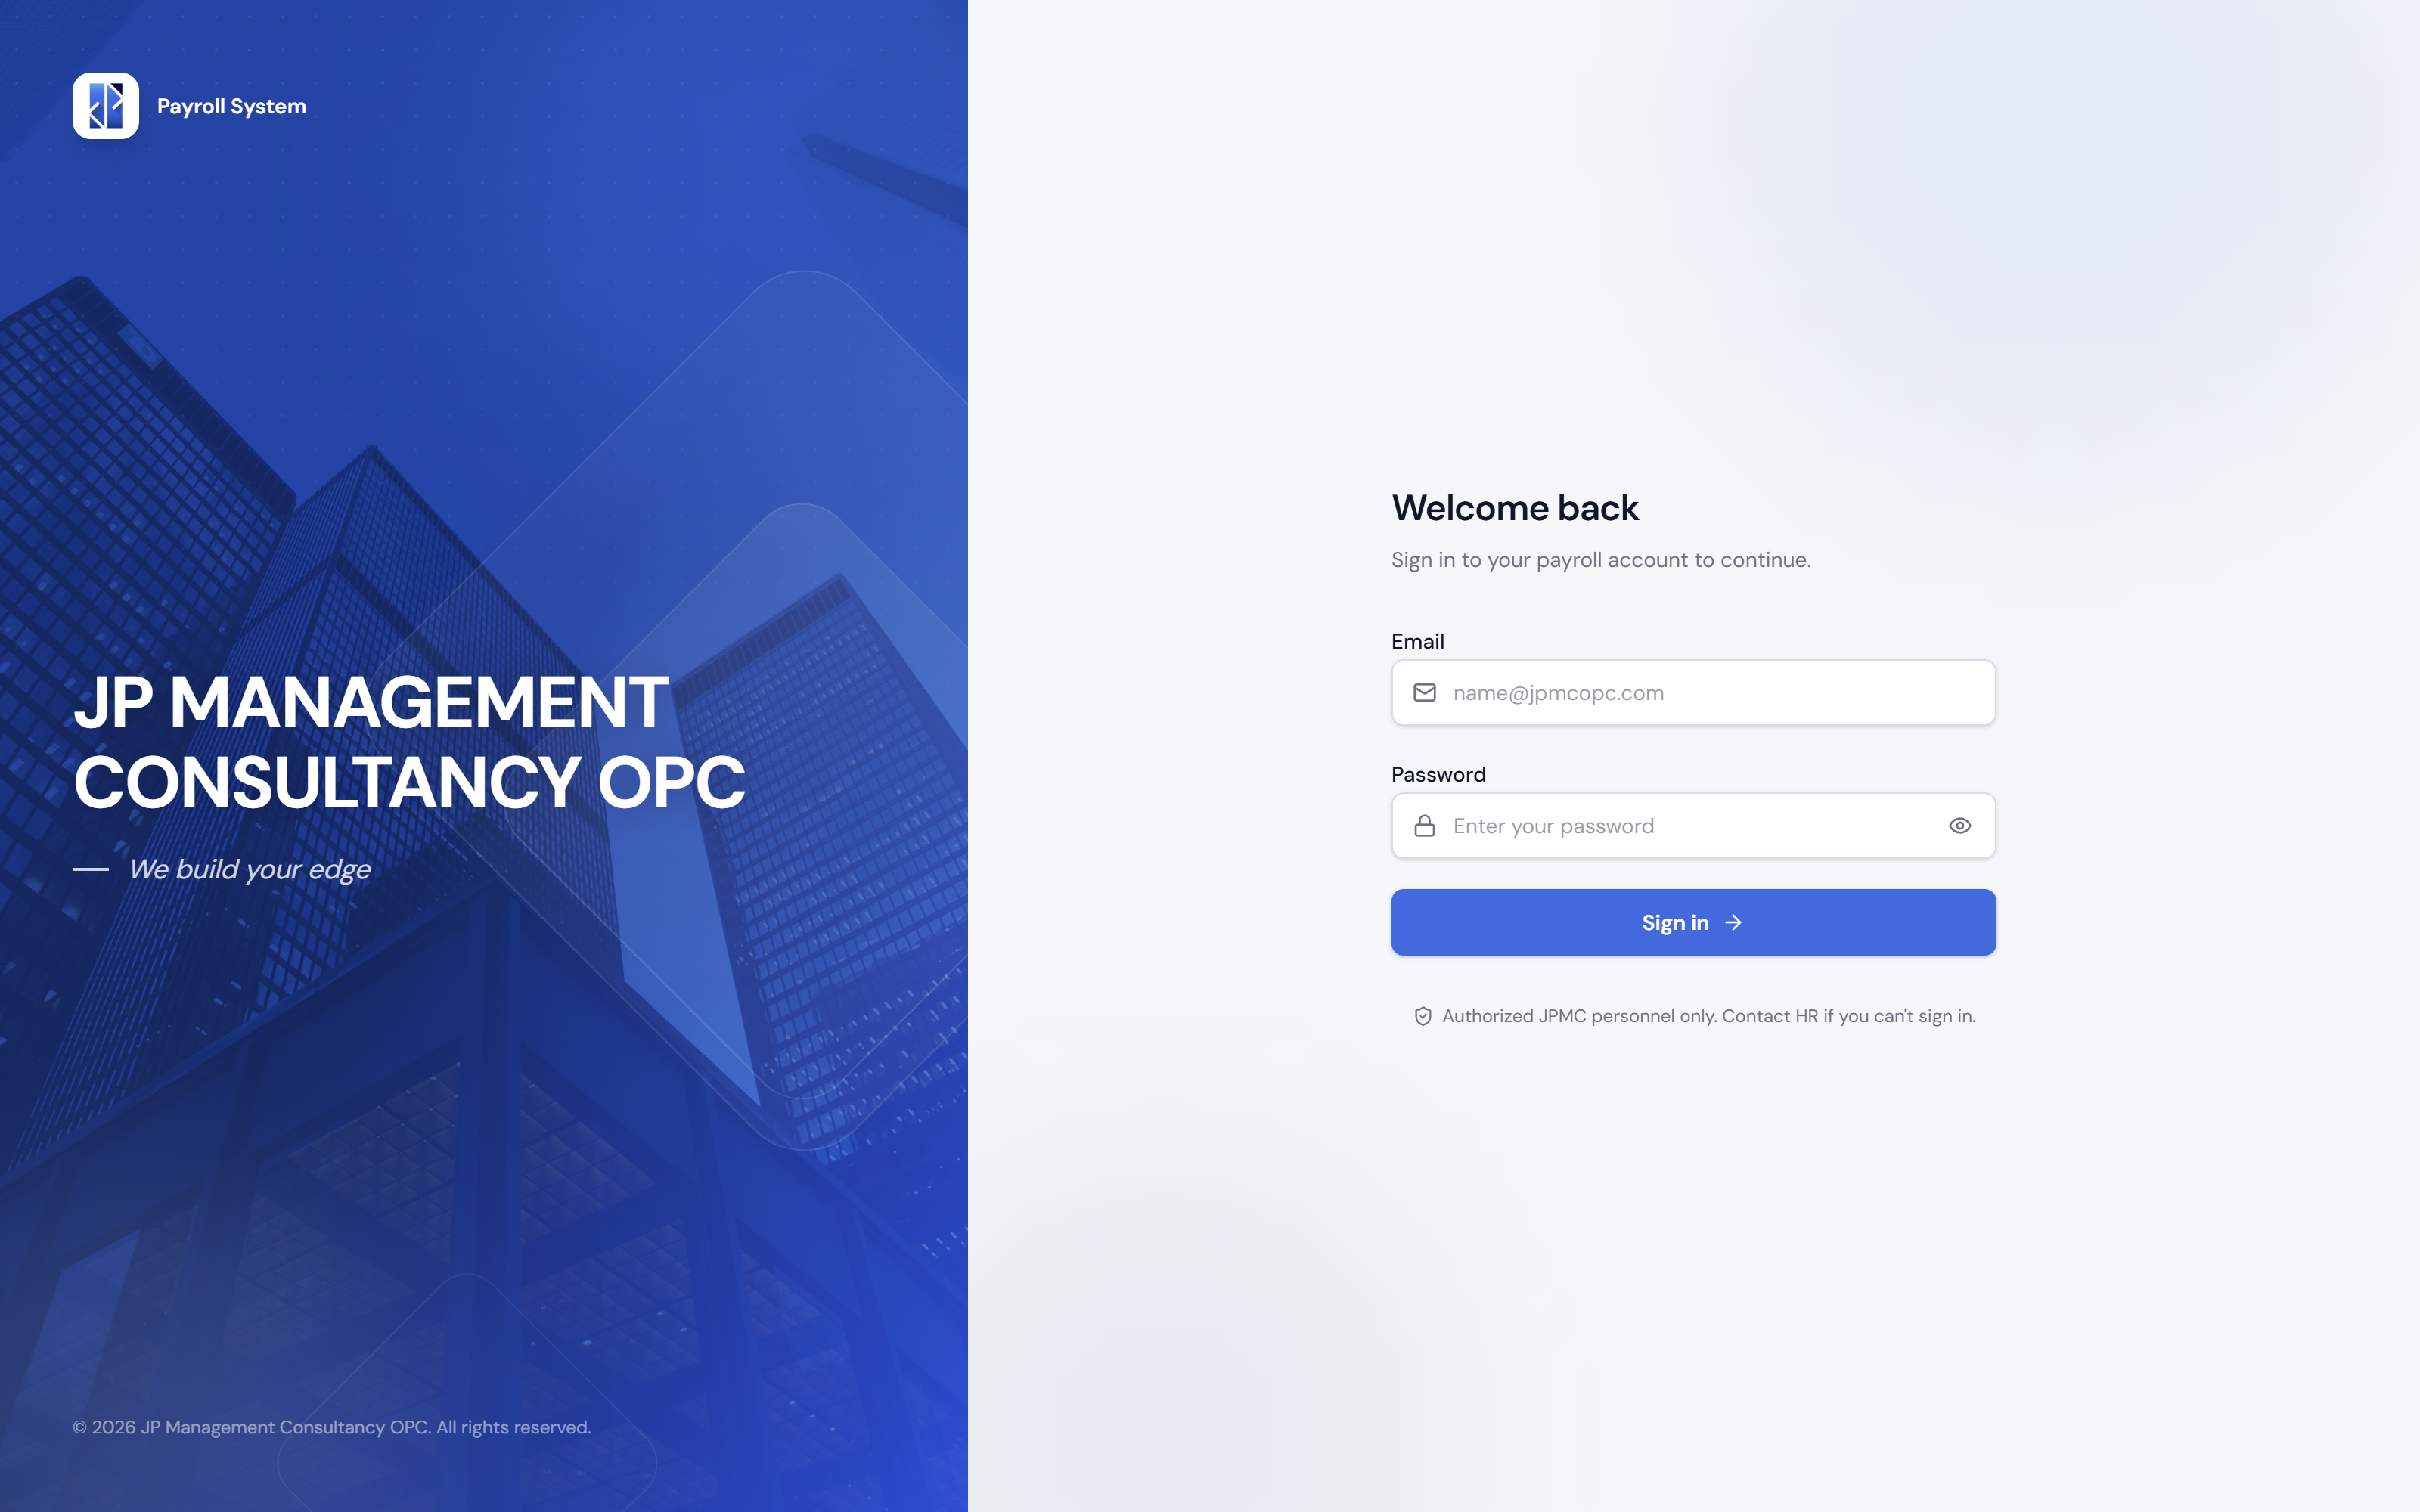 Payroll System
JP MANAGEMENT
CONSULTANCY OPC
We build your edge
© 2026 JP Management Consultancy OPC. All rights reserved.
Welcome back
Sign in to your payroll account to continue.
Email
name@jpmcopc.com
Password
Enter your password
Sign in
Authorized JPMC personnel only. Contact HR if you can't sign in.